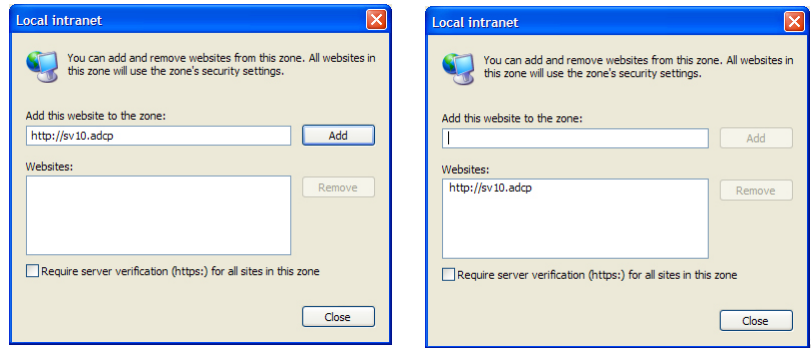 Local intranet
You can add and remove websites from this zone. All websites in
this zone will use the zone's security settings.
Add this website to the zone:
http://sv10.adcp
Add
Websites:
Remove
Require server verification (https:) for all sites in this zone
Close
Local intranet
You can add and remove websites from this zone. All websites in
this zone will use the zone's security settings.
Add this website to the zone:
Add
Websites:
http://sv10.adcp
Remove
Require server verification (https:) for all sites in this zone
Close